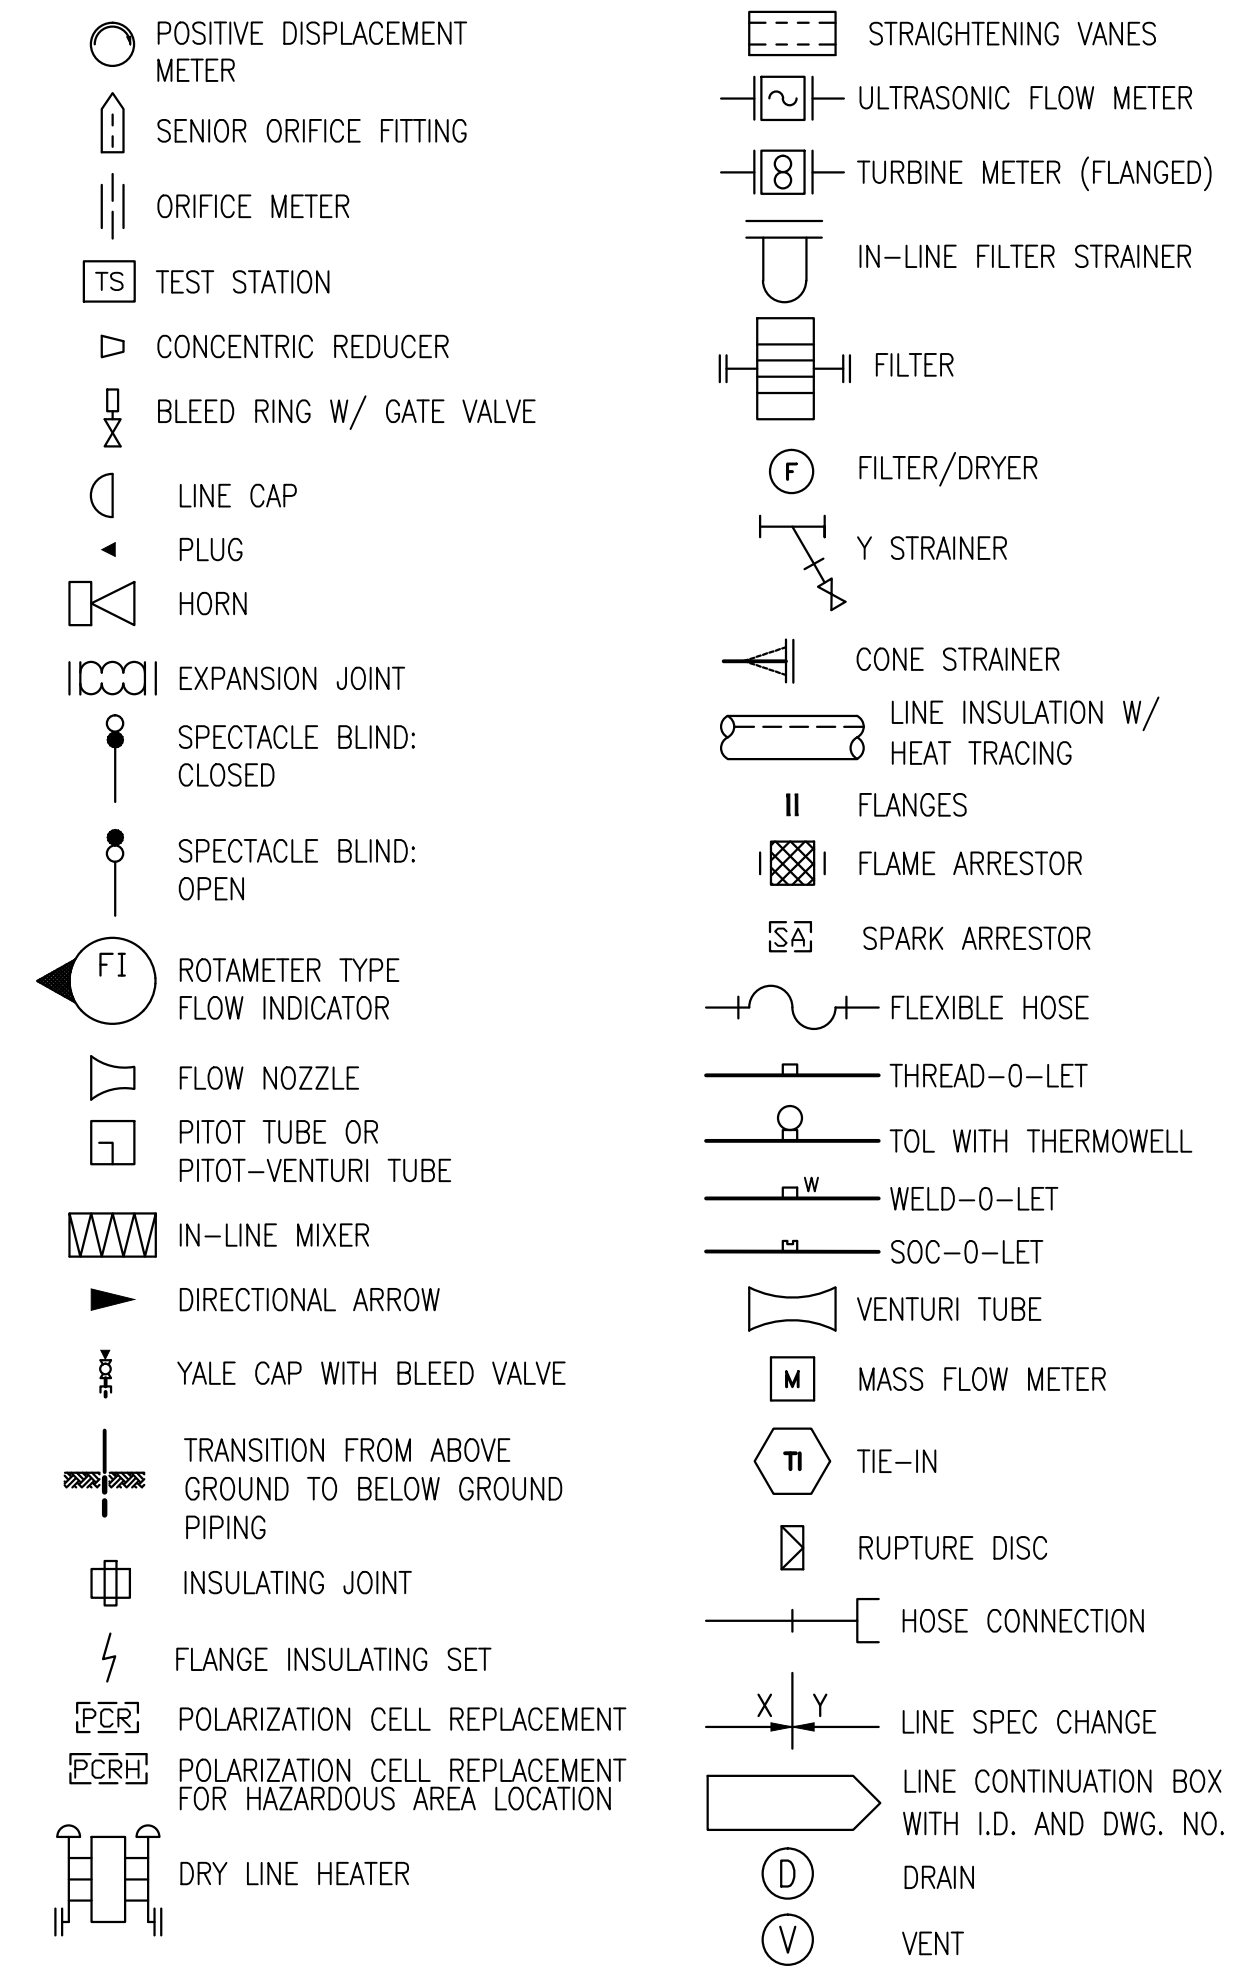 POSITIVE DISPLACEMENT
METER
SENIOR ORIFICE FITTING
ORIFICE METER
TS TEST STATION
CONCENTRIC REDUCER
BLEED RING W/ GATE VALVE
LINE CAP
PLUG
HORN
EXPANSION JOINT
SPECTACLE BLIND:
CLOSED
SPECTACLE BLIND:
OPEN
FI
ROTAMETER TYPE
FLOW INDICATOR
FLOW NOZZLE
PITOT TUBE OR
PITOT-VENTURI TUBE
IN-LINE MIXER
DIRECTIONAL ARROW
YALE CAP WITH BLEED VALVE
TRANSITION FROM ABOVE
GROUND TO BELOW GROUND
PIPING
INSULATING JOINT
FLANGE INSULATING SET
PCR POLARIZATION CELL REPLACEMENT
PCRH POLARIZATION CELL REPLACEMENT
FOR HAZARDOUS AREA LOCATION
DRY LINE HEATER
STRAIGHTENING VANES
ULTRASONIC FLOW METER
8 TURBINE METER (FLANGED)
IN-LINE FILTER STRAINER
FILTER
F FILTER/DRYER
Y STRAINER
CONE STRAINER
LINE INSULATION W/
HEAT TRACING
FLANGES
FLAME ARRESTOR
SA SPARK ARRESTOR
FLEXIBLE HOSE
THREAD-O-LET
TOL WITH THERMOWELL
W
WELD-O-LET
SOC-O-LET
VENTURI TUBE
M MASS FLOW METER
TI TIE-IN
RUPTURE DISC
HOSE CONNECTION
X Y
LINE SPEC CHANGE
LINE CONTINUATION BOX
WITH I.D. AND DWG. NO.
D DRAIN
V VENT